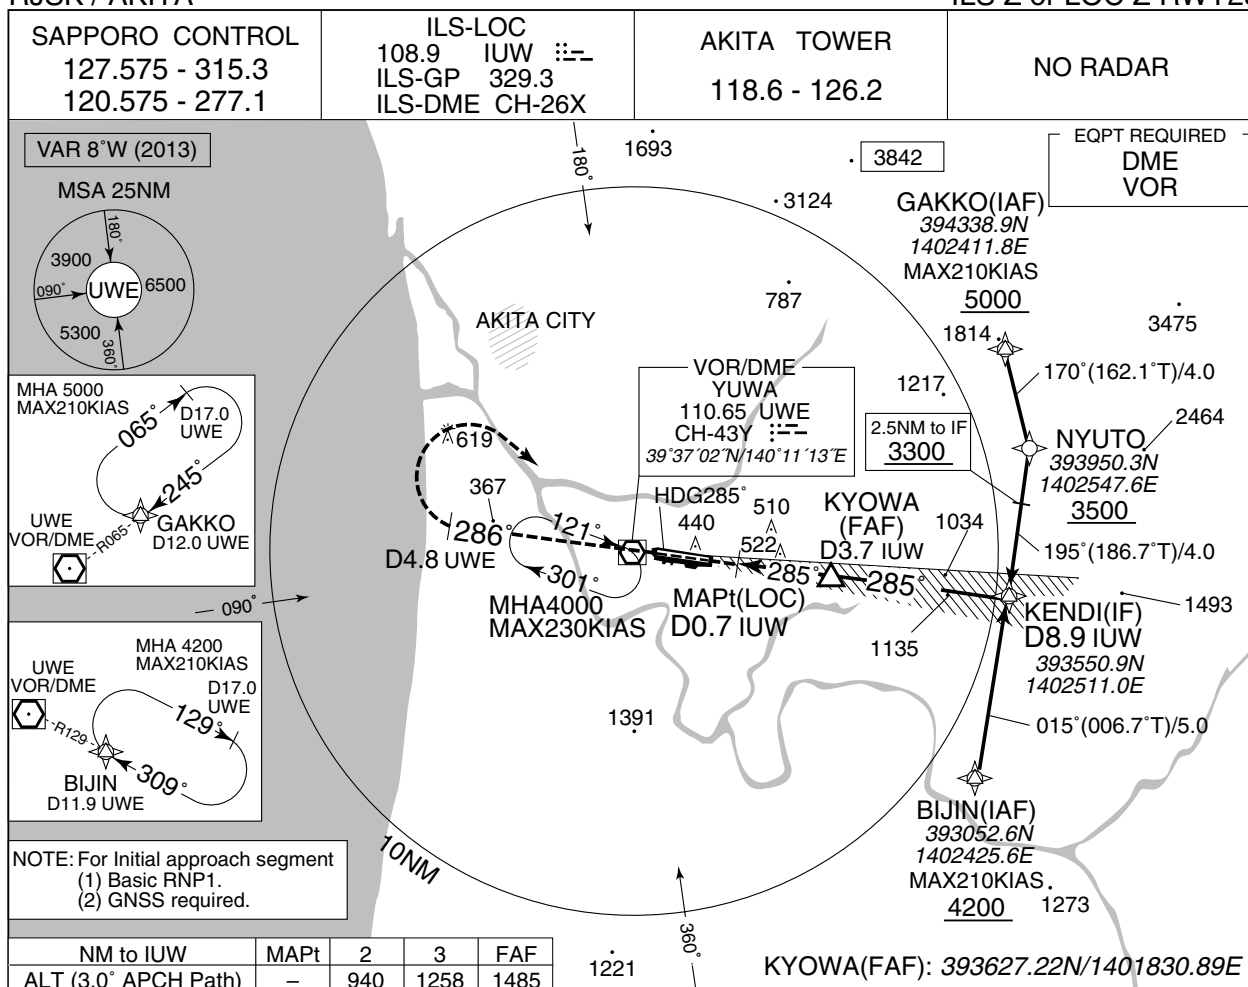 RJSK / AKITA
SAPPORO CONTROL
127.575 - 315.3
120.575 - 277.1
ILS-LOC
108.9 IUW
ILS-GP 329.3
ILS-DME CH-26X
AKITA TOWER
118.6 - 126.2
NO RADAR
VAR 8°W (2013)
MSA 25NM
180°
3900
6500
090°
UWE
5300
360°
EQPT REQUIRED
DME
VOR
180°
1693
3842
3124
787
AKITA CITY
GAKKO(IAF)
394338.9N
1402411.8E
MAX210KIAS
5000
1814
3475
170°(162.1°T)/4.0
1217
2464
2.5NM to IF
3300
NYUTO
393950.3N
1402547.6E
3500
195°(186.7°T)/4.0
VOR/DME
YUWA
110.65 UWE
CH-43Y
39°37´02˝N/140°11´13˝E
MHA 5000
MAX210KIAS
065°
D17.0
UWE
245°
UWE
VOR/DME
R065
GAKKO
D12.0 UWE
619
367
286°
D4.8 UWE
121°
301°
MHA4000
MAX230KIAS
HDG285°
440
510
522
KYOWA
(FAF)
D3.7 IUW
285°
285°
1034
MAPt(LOC)
D0.7 IUW
1135
KENDI(IF)
D8.9 IUW
393550.9N
1402511.0E
1493
015°(006.7°T)/5.0
090°
MHA 4200
MAX210KIAS
UWE
VOR/DME
D17.0
UWE
R129
129°
309°
BIJIN
D11.9 UWE
1391
BIJIN(IAF)
393052.6N
1402425.6E
MAX210KIAS
4200
1273
10NM
360°
1221
NOTE: For Initial approach segment
(1) Basic RNP1.
(2) GNSS required.
NM to IUW MAPt 2 3 FAF
ALT (3.0° APCH Path) – 940 1258 1485
KYOWA(FAF): 393627.22N/1401830.89E